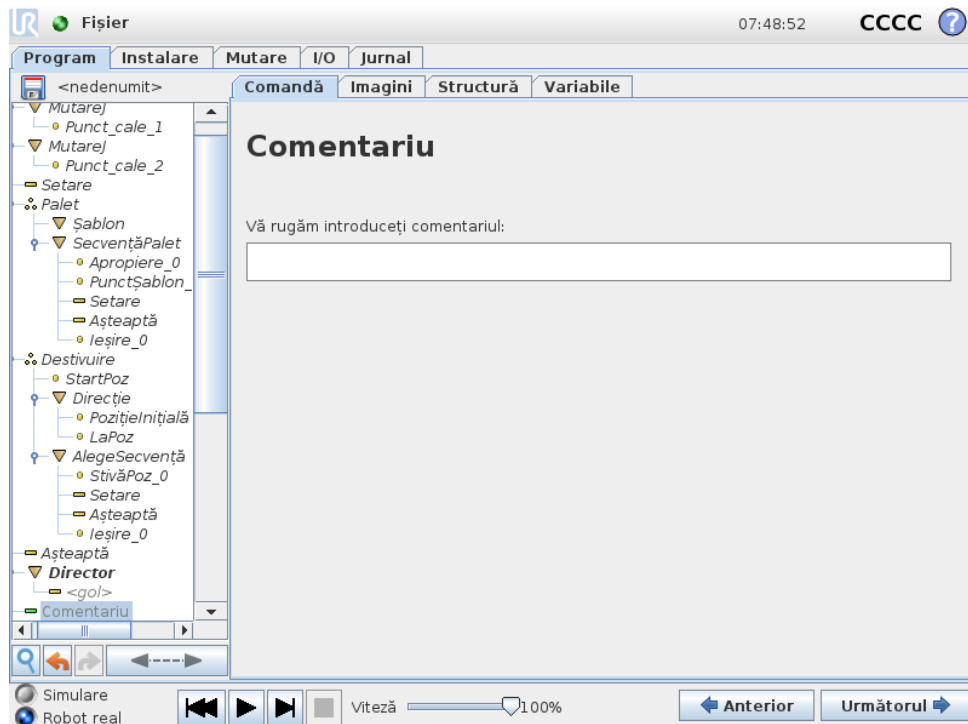 Fișier 07:48:52 CCCC ?
Program Instalare Mutare I/O Jurnal
<nedenumit> Comandă Imagini Structură Variabile
MutareJ
Punct_cale_1
MutareJ
Punct_cale_2
Setare
Palet
Șablon
SecvențăPalet
Apropiere_0
PunctȘablon_
Setare
Așteaptă
Ieșire_0
Destivuire
StartPoz
Direcție
PozițieInițială
LaPoz
AlegeSecvență
StivăPoz_0
Setare
Așteaptă
Ieșire_0
Așteaptă
Director
<gol>
Comentariu
Comentariu
Vă rugăm introduceți comentariul:
Simulare
Robot real
Viteză 100%
Anterior Următorul